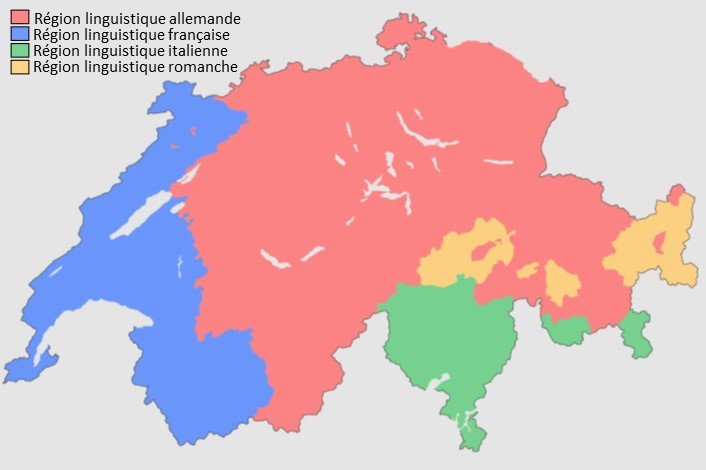 Région linguistique allemande
Région linguistique française
Région linguistique italienne
Région linguistique romanche